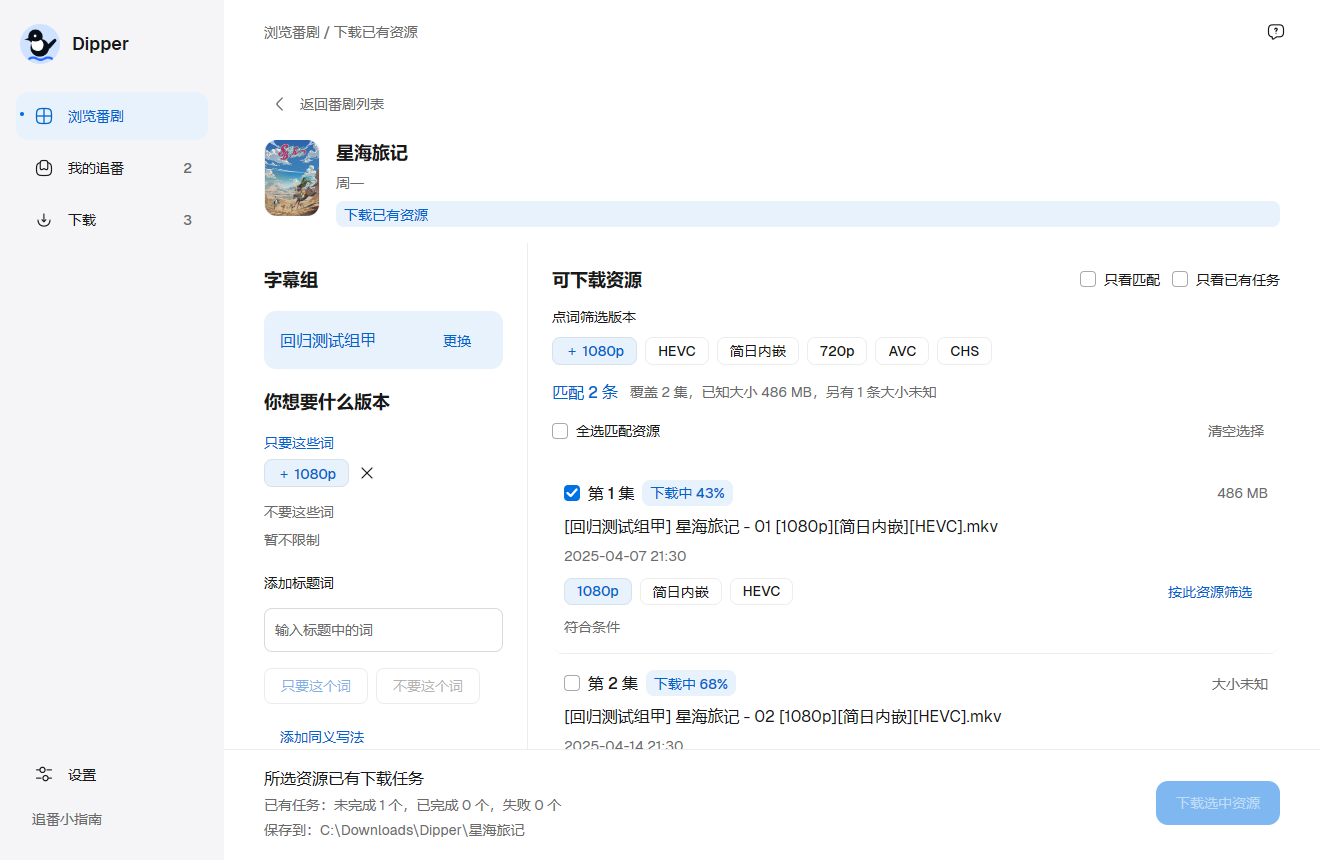 Dipper
浏览番剧
我的追番 2
下载 3
设置
追番小指南
浏览番剧 / 下载已有资源
返回番剧列表
星海旅记
周一
下载已有资源
字幕组
回归测试组甲 更换
你想要什么版本
只要这些词
+ 1080p
不要这些词
暂不限制
添加标题词
输入标题中的词
只要这个词 不要这个词
添加同义写法
可下载资源 只看匹配 只看已有任务
点词筛选版本
+ 1080p HEVC 简日内嵌 720p AVC CHS
匹配 2 条 覆盖 2 集，已知大小 486 MB，另有 1 条大小未知
全选匹配资源 清空选择
第 1 集 下载中 43% 486 MB
[回归测试组甲] 星海旅记 - 01 [1080p][简日内嵌][HEVC].mkv
2025-04-07 21:30
1080p 简日内嵌 HEVC 按此资源筛选
符合条件
第 2 集 下载中 68% 大小未知
[回归测试组甲] 星海旅记 - 02 [1080p][简日内嵌][HEVC].mkv
2025-04-14 21:30
所选资源已有下载任务
已有任务：未完成 1 个，已完成 0 个，失败 0 个
保存到：C:\Downloads\Dipper\星海旅记
下载选中资源